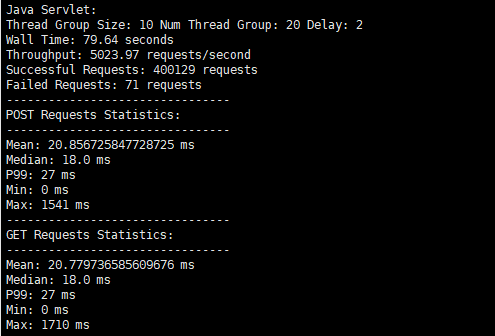 Java Servlet:
Thread Group Size: 10 Num Thread Group: 20 Delay: 2
Wall Time: 79.64 seconds
Throughput: 5023.97 requests/second
Successful Requests: 400129 requests
Failed Requests: 71 requests
--------------------------------
POST Requests Statistics:
--------------------------------
Mean: 20.856725847728725 ms
Median: 18.0 ms
P99: 27 ms
Min: 0 ms
Max: 1541 ms
--------------------------------
GET Requests Statistics:
--------------------------------
Mean: 20.779736585609676 ms
Median: 18.0 ms
P99: 27 ms
Min: 0 ms
Max: 1710 ms